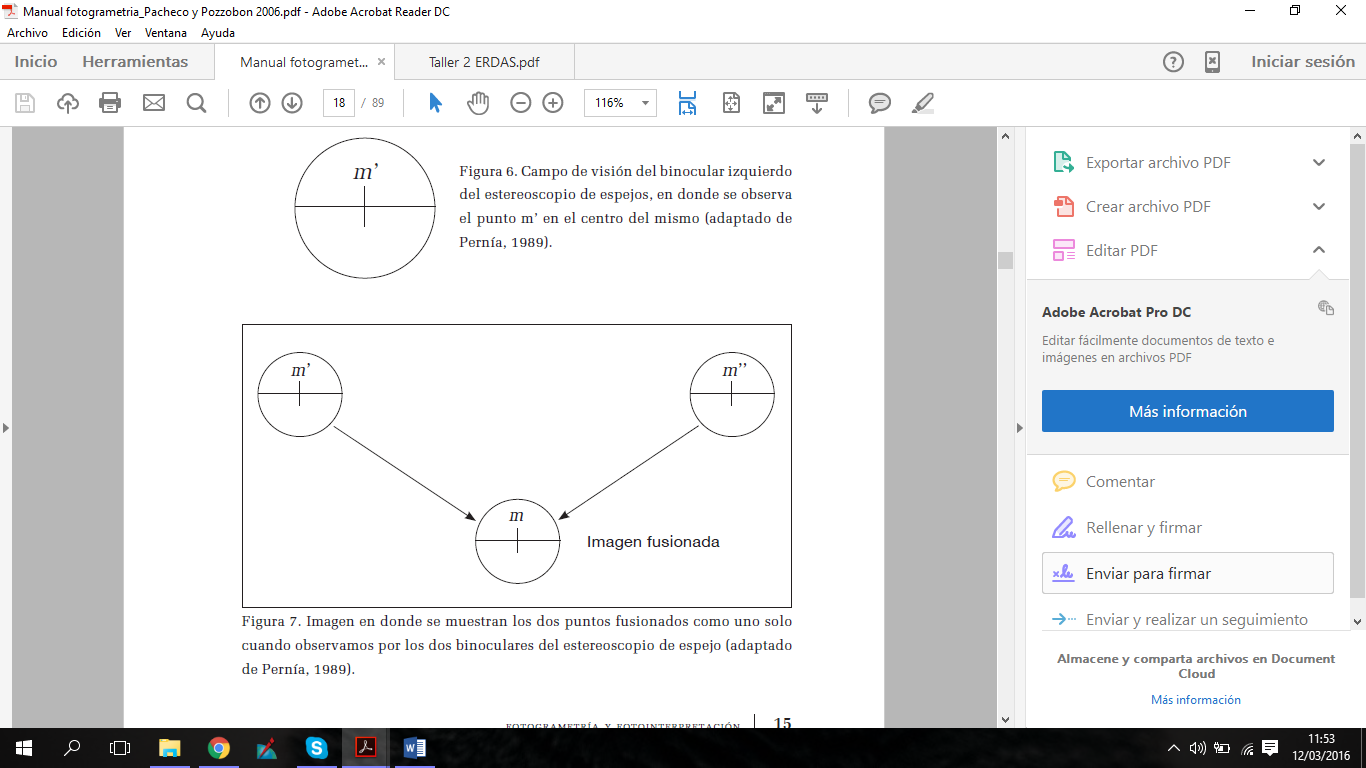 Manual fotogrametria_Pacheco y Pozzobon 2006.pdf - Adobe Acrobat Reader DC
Archivo Edición Ver Ventana Ayuda
Inicio Herramientas Manual fotogramet... × Taller 2 ERDAS.pdf Iniciar sesión
18 / 89 116%
m’
Figura 6. Campo de visión del binocular izquierdo
del estereoscopio de espejos, en donde se observa
el punto m’ en el centro del mismo (adaptado de
Pernía, 1989).
m’ m’’
m
Imagen fusionada
Figura 7. Imagen en donde se muestran los dos puntos fusionados como uno solo
cuando observamos por los dos binoculares del estereoscopio de espejo (adaptado
de Pernía, 1989).
FOTOGRAMETRÍA Y FOTOINTERPRETACIÓN 15
Exportar archivo PDF
Crear archivo PDF
Editar PDF
Adobe Acrobat Pro DC
Editar fácilmente documentos de texto e
imágenes en archivos PDF
Más información
Comentar
Rellenar y firmar
Enviar para firmar
Enviar y realizar un seguimiento
Almacene y comparta archivos en Document
Cloud
Más información
11:53
12/03/2016